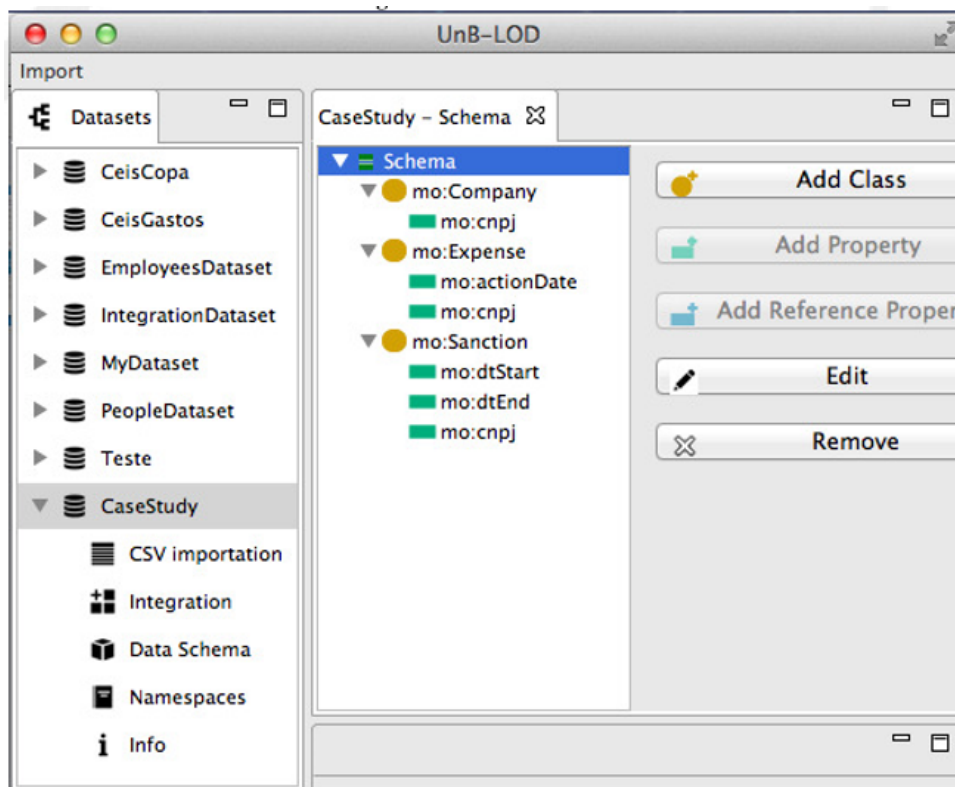 UnB-LOD
Import
Datasets
CeisCopa
CeisGastos
EmployeesDataset
IntegrationDataset
MyDataset
PeopleDataset
Teste
CaseStudy
CSV importation
Integration
Data Schema
Namespaces
Info
CaseStudy – Schema
Schema
mo:Company
mo:cnpj
mo:Expense
mo:actionDate
mo:cnpj
mo:Sanction
mo:dtStart
mo:dtEnd
mo:cnpj
Add Class
Add Property
Add Reference Proper
Edit
Remove